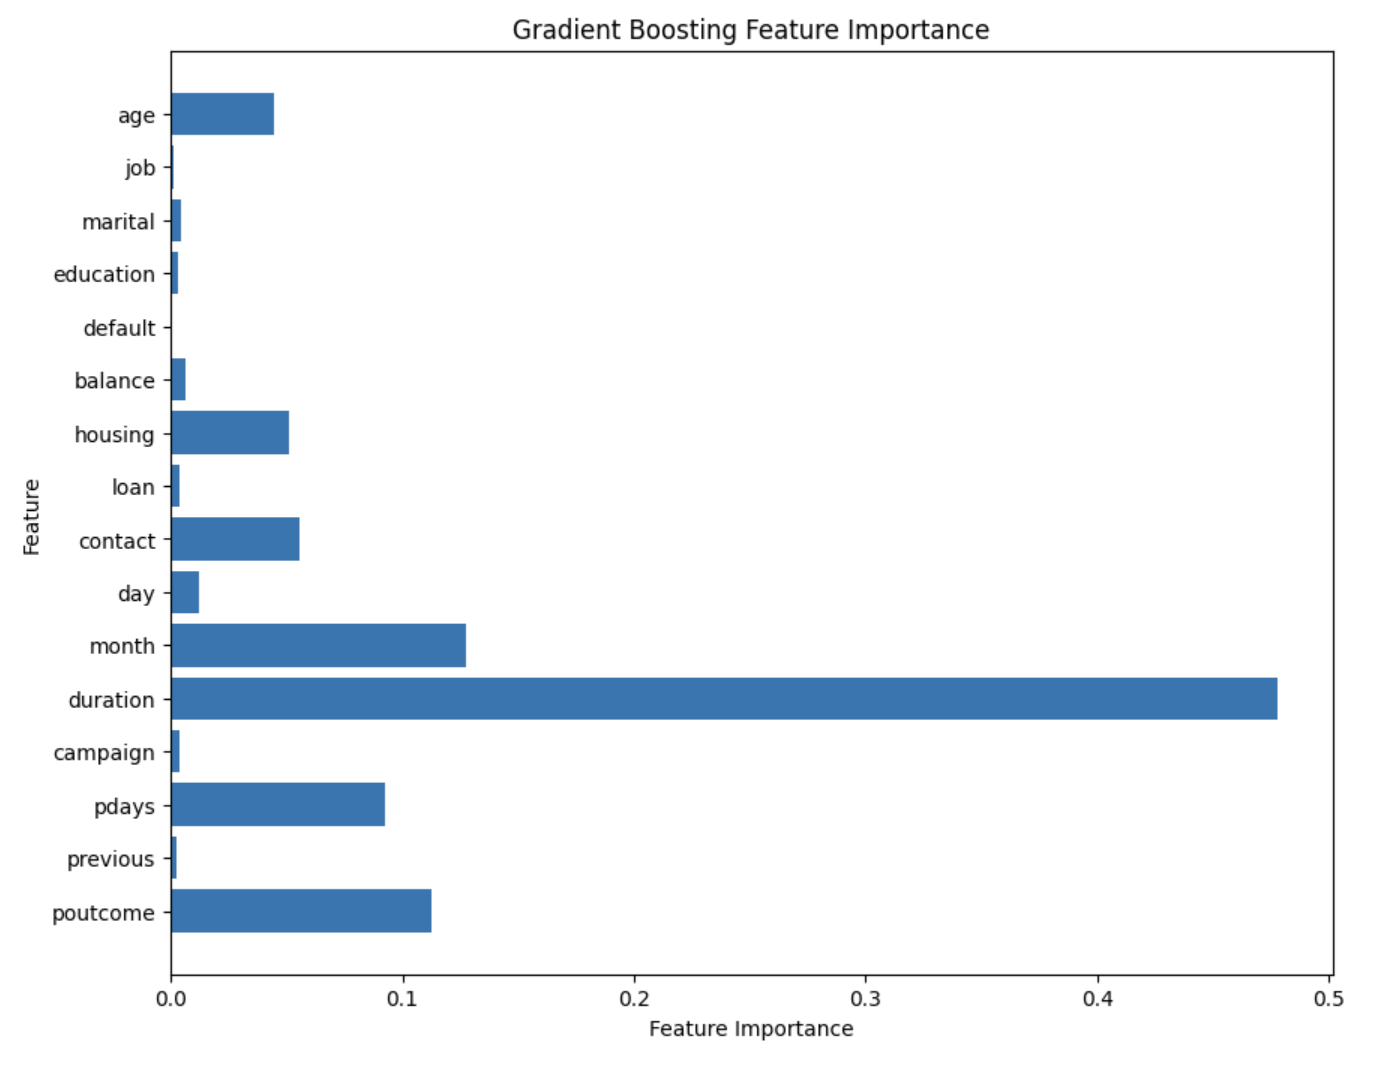 Gradient Boosting Feature Importance
age
job
marital
education
default
balance
housing
loan
contact
day
month
duration
campaign
pdays
previous
poutcome
Feature
0.0 0.1 0.2 0.3 0.4 0.5
Feature Importance